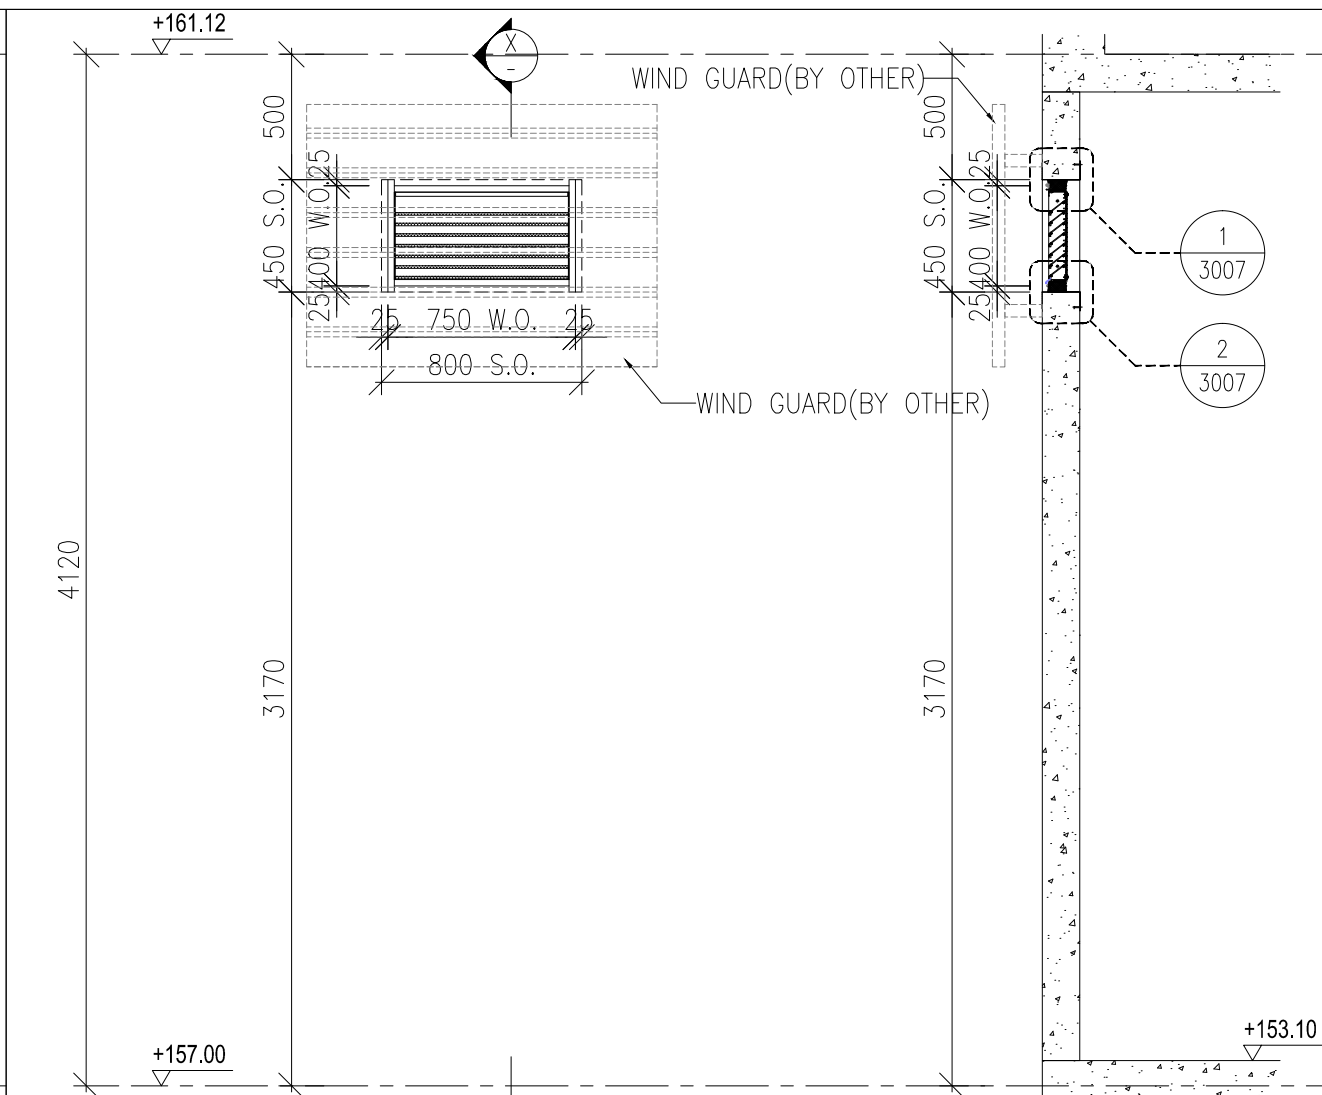 +161.12
X
-
WIND GUARD(BY OTHER)
500
500
25
25
450 S.O.
400 W.O.
450 S.O.
400 W.O.
1
3007
25
25
25 750 W.O. 25
800 S.O.
2
3007
WIND GUARD(BY OTHER)
4120
3170
3170
+153.10
+157.00